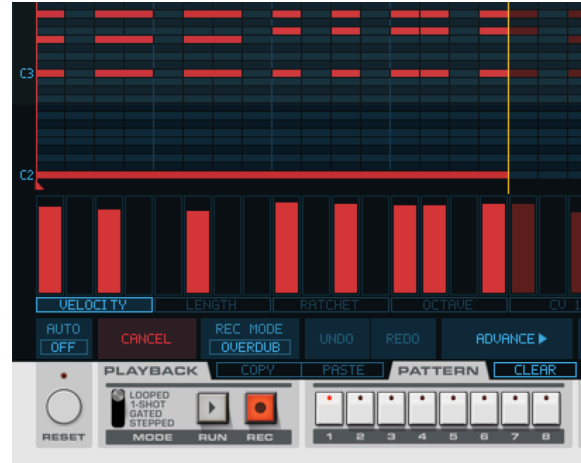 C3
C2
VELOCITY LENGTH RATCHET OCTAVE CV 1
AUTO
OFF
CANCEL
REC MODE
OVERDUB
UNDO REDO ADVANCE
PLAYBACK COPY PASTE PATTERN CLEAR
LOOPED
1-SHOT
GATED
STEPPED
RESET MODE RUN REC 1 2 3 4 5 6 7 8